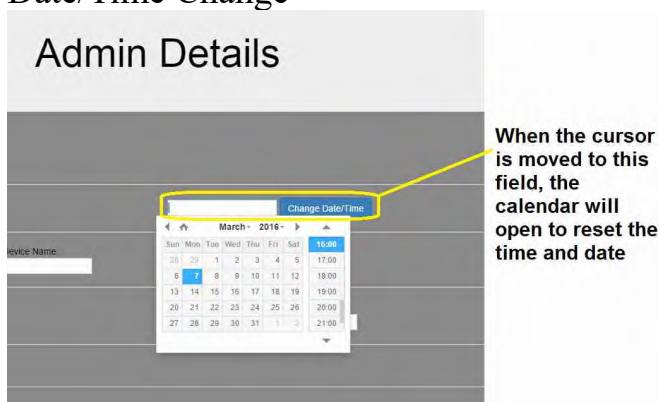 Date/Time Change
Admin Details
When the cursor
is moved to this
field, the
calendar will
open to reset the
time and date
Change Date/Time
March 2016
Sun Mon Tue Wed Thu Fri Sat 16:00
28 29 1 2 3 4 5 17:00
6 7 8 9 10 11 12 18:00
13 14 15 16 17 18 19 19:00
20 21 22 23 24 25 26 20:00
27 28 29 30 31 1 2 21:00
evice Name